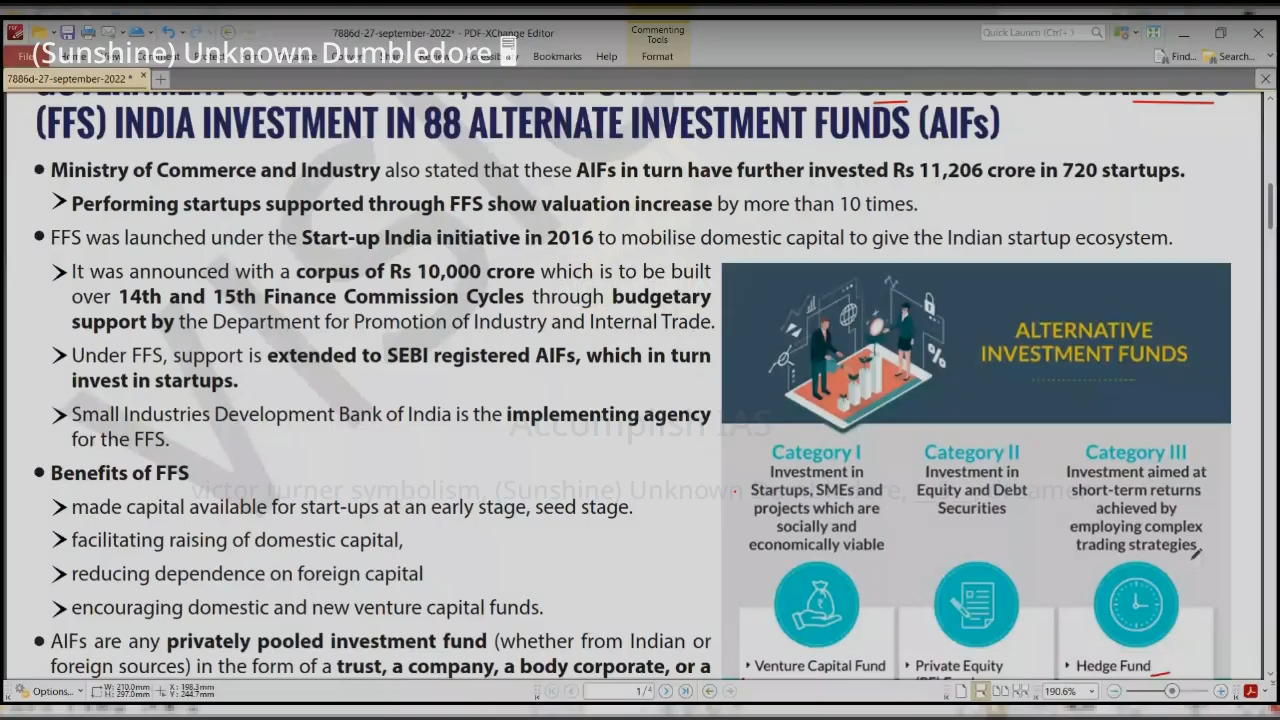 7886d-27-september-2022* - PDF-XChange Editor
Commenting
Tools
Quick Launch (Ctrl+.)
(Sunshine) Unknown Dumbledore
File
Bookmarks
Help
Format
Find...
Search...
7886d-27-september-2022 *
(FFS) INDIA INVESTMENT IN 88 ALTERNATE INVESTMENT FUNDS (AIFs)
• Ministry of Commerce and Industry also stated that these AIFs in turn have further invested Rs 11,206 crore in 720 startups.
➤ Performing startups supported through FFS show valuation increase by more than 10 times.
• FFS was launched under the Start-up India initiative in 2016 to mobilise domestic capital to give the Indian startup ecosystem.
➤ It was announced with a corpus of Rs 10,000 crore which is to be built
over 14th and 15th Finance Commission Cycles through budgetary
support by the Department for Promotion of Industry and Internal Trade.
➤ Under FFS, support is extended to SEBI registered AIFs, which in turn
invest in startups.
➤ Small Industries Development Bank of India is the implementing agency
for the FFS.
• Benefits of FFS
➤ made capital available for start-ups at an early stage, seed stage.
➤ facilitating raising of domestic capital,
➤ reducing dependence on foreign capital
➤ encouraging domestic and new venture capital funds.
• AIFs are any privately pooled investment fund (whether from Indian or
foreign sources) in the form of a trust, a company, a body corporate, or a
ALTERNATIVE
INVESTMENT FUNDS
Category I
Investment in
Startups, SMEs and
projects which are
socially and
economically viable
Venture Capital Fund
Category II
Investment in
Equity and Debt
Securities
Private Equity
Category III
Investment aimed at
short-term returns
achieved by
employing complex
trading strategies
Hedge Fund
Accomplish IAS
victor turner symbolism, (Sunshine) Unknown Dumbledore,
Options...
W: 210.0mm
H: 297.0mm
X: 198.3mm
Y: 244.7mm
1/4
190.6%